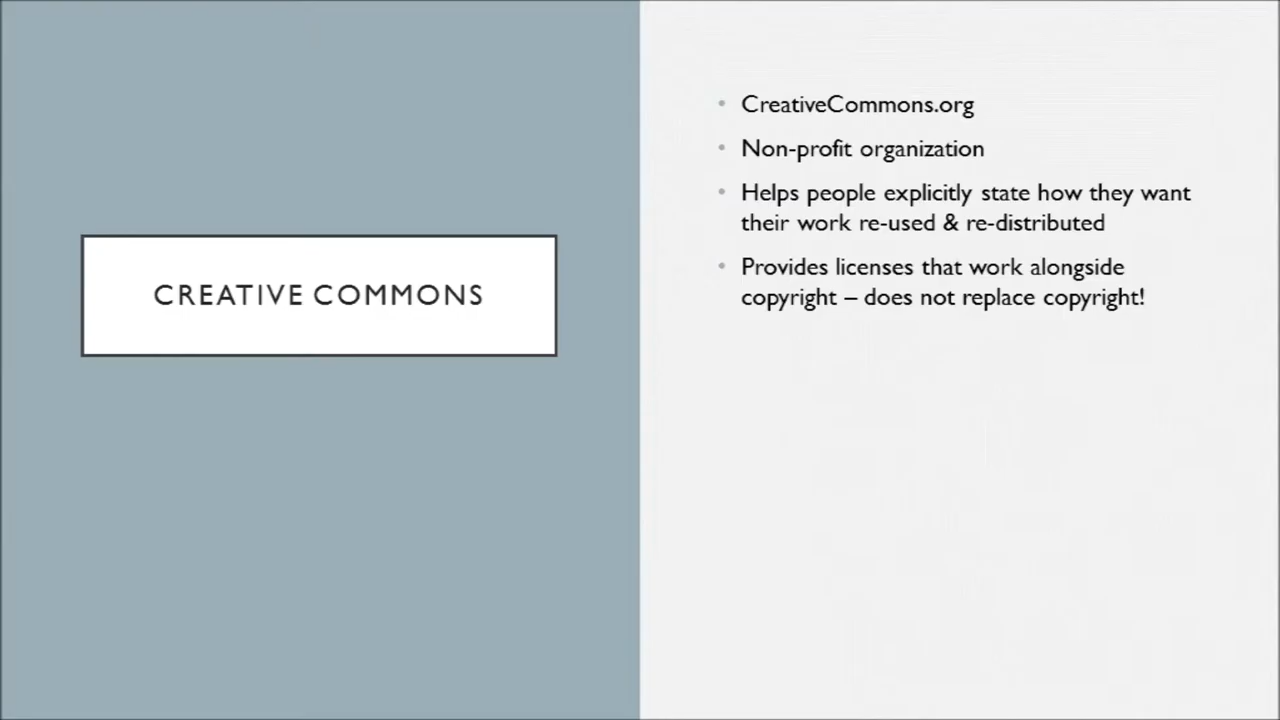 CREATIVE COMMONS
• CreativeCommons.org
• Non-profit organization
• Helps people explicitly state how they want
their work re-used & re-distributed
• Provides licenses that work alongside
copyright – does not replace copyright!